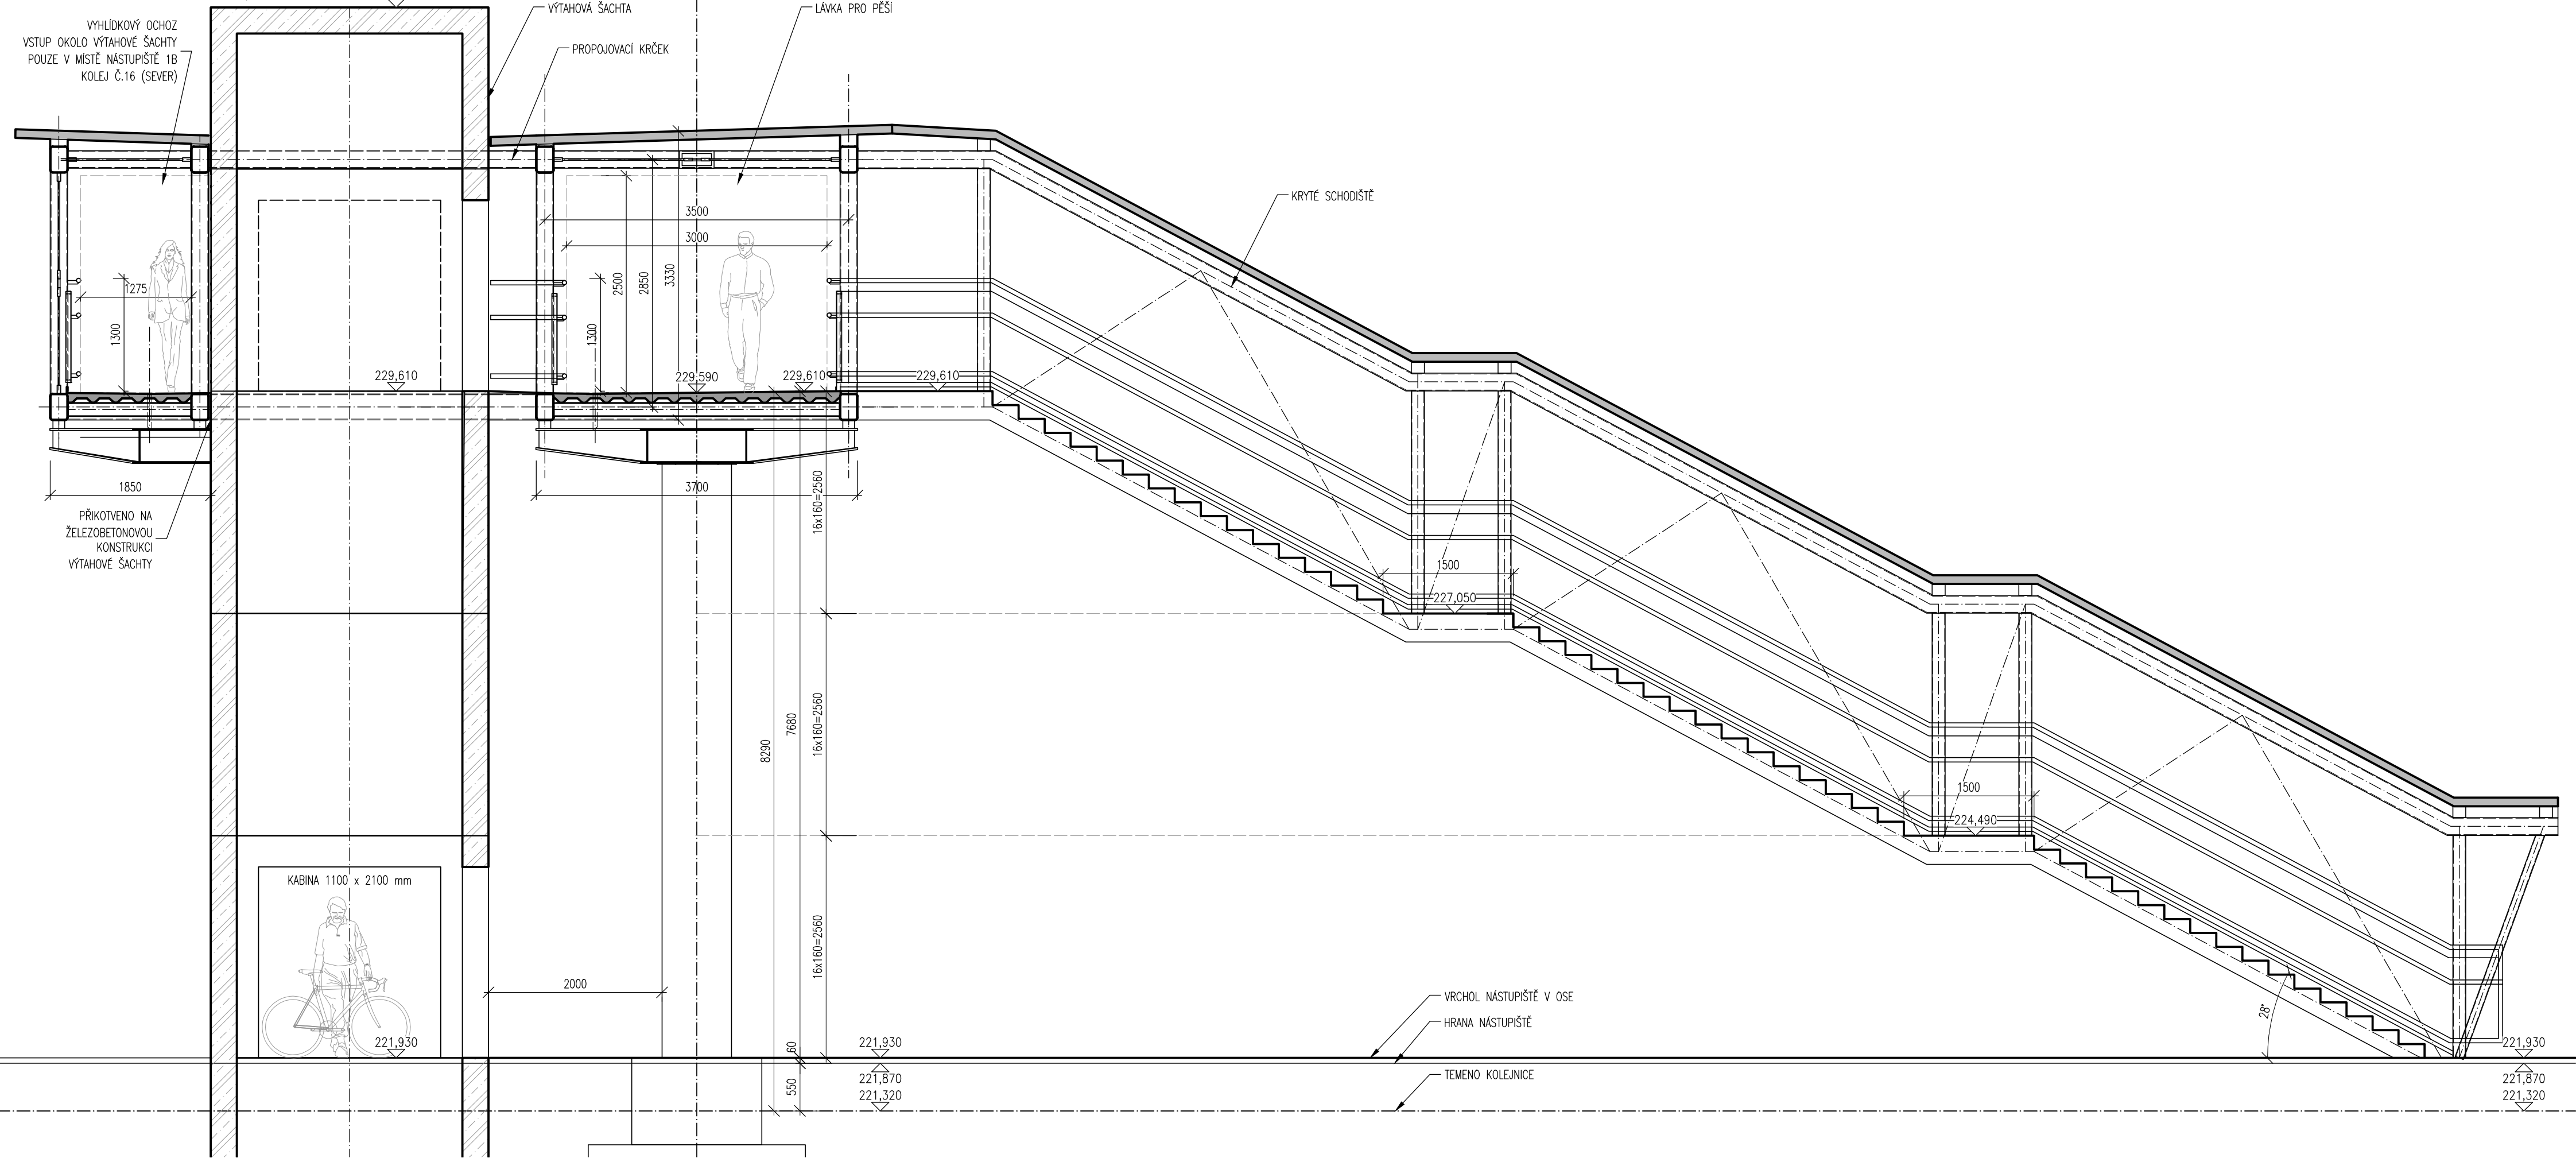 VYHLÍDKOVÝ OCHOZ
VSTUP OKOLO VÝTAHOVÉ ŠACHTY
POUZE V MÍSTĚ NÁSTUPIŠTĚ 1B
KOLEJ Č.16 (SEVER)
VÝTAHOVÁ ŠACHTA
PROPOJOVACÍ KRČEK
LÁVKA PRO PĚŠÍ
KRYTÉ SCHODIŠTĚ
3500
3000
2500
2850
3330
1300
1275
1300
229,610
229,590
229,610
229,610
1850
3700
PŘIKOTVENO NA
ŽELEZOBETONOVOU
KONSTRUKCI
VÝTAHOVÉ ŠACHTY
16x160=2560
16x160=2560
16x160=2560
7680
8290
1500
227,050
1500
224,490
KABINA 1100 x 2100 mm
2000
221,930
60
550
221,930
221,870
221,320
VRCHOL NÁSTUPIŠTĚ V OSE
HRANA NÁSTUPIŠTĚ
TEMENO KOLEJNICE
28°
221,930
221,870
221,320